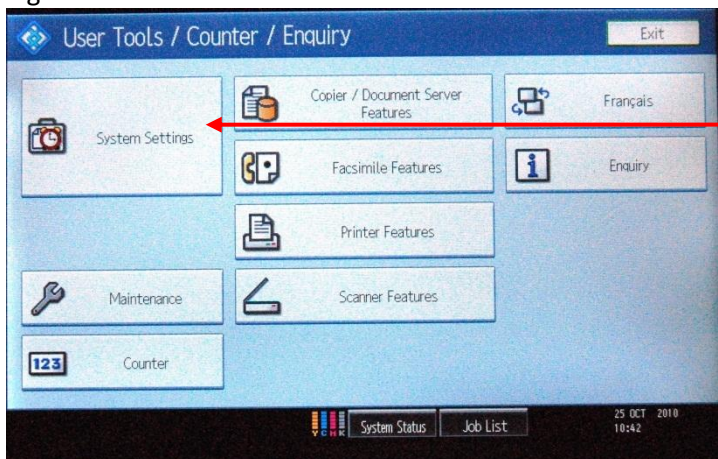 User Tools / Counter / Enquiry
Exit
System Settings
Copier / Document Server
Features
Français
Facsimile Features
Enquiry
Printer Features
Maintenance
Scanner Features
123
Counter
Y C M K
System Status
Job List
25 OCT 2010
10:42